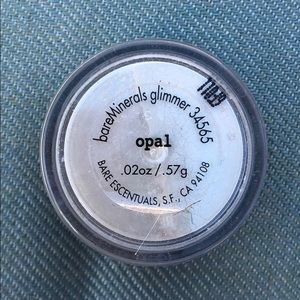 bareMinerals glimmer 34565
opal
.02oz/.57g
BARE ESCENTUALS, S.F., CA 94108